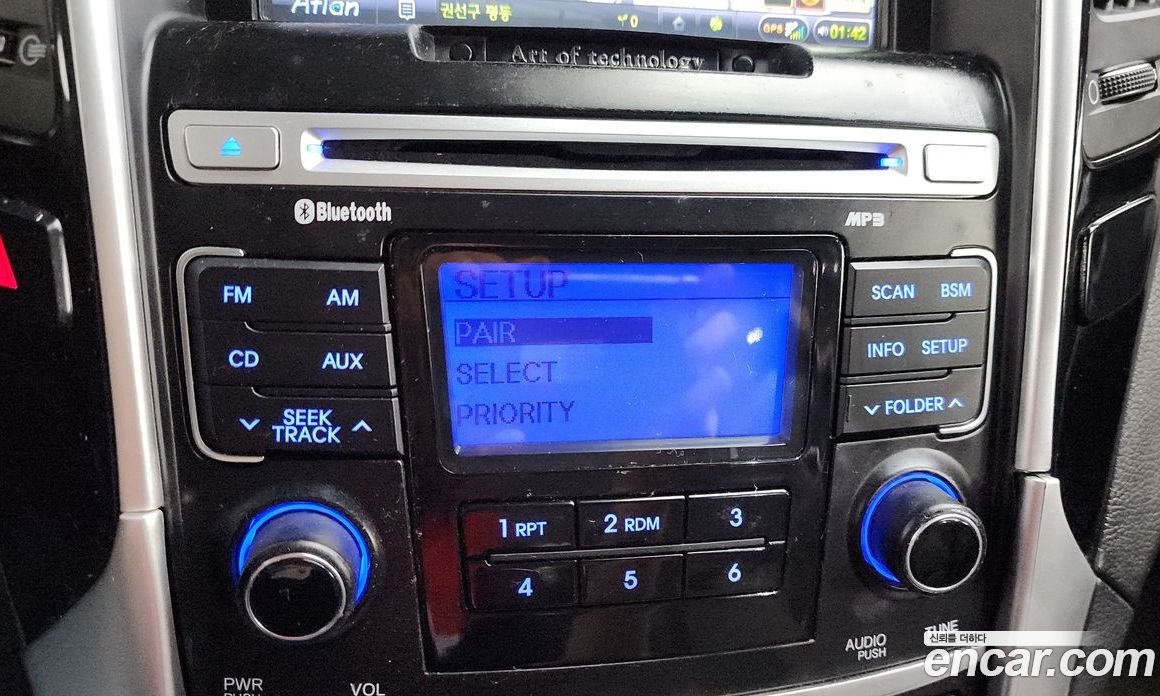 Atlan
권선구 평동
0
GPS
01:42
Art of technology
Bluetooth
MP3
FM
AM
CD
AUX
SEEK
TRACK
SETUP
PAIR
SELECT
PRIORITY
SCAN
BSM
INFO
SETUP
FOLDER
1 RPT
2 RDM
3
4
5
6
PWR
PUSH
VOL
AUDIO
PUSH
TUNE
신뢰를 더하다
encar.com